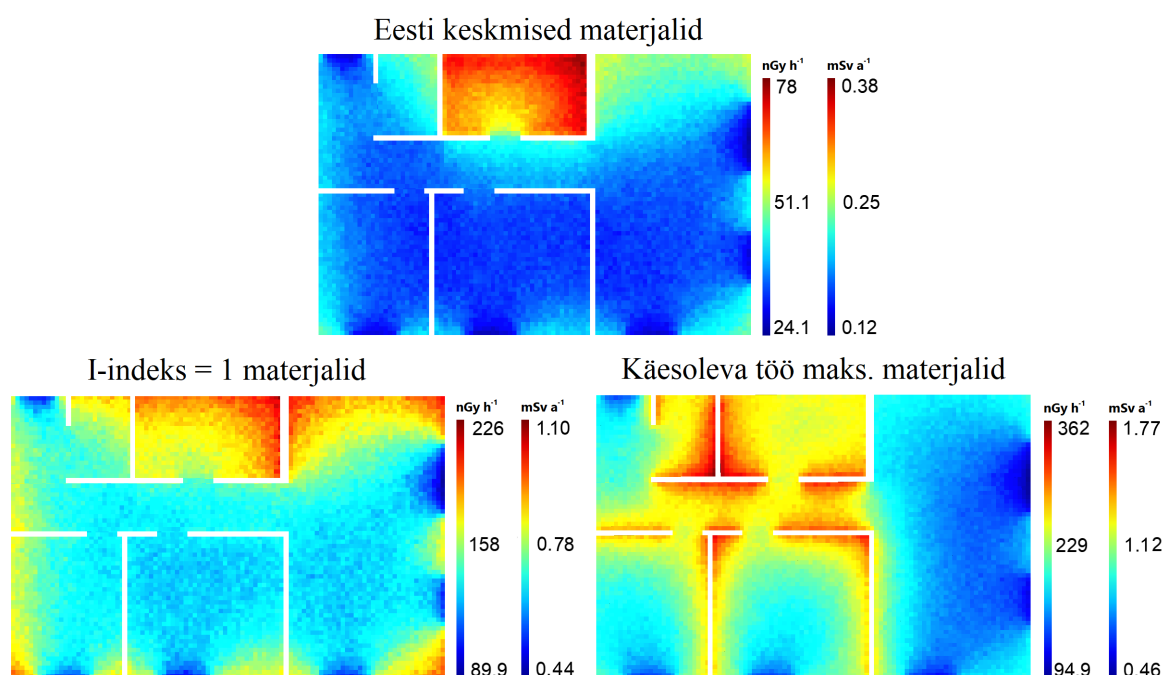 Eesti keskmised materjalid
nGy h⁻¹ mSv a⁻¹
78 0.38
51.1 0.25
24.1 0.12
I-indeks = 1 materjalid
nGy h⁻¹ mSv a⁻¹
226 1.10
158 0.78
89.9 0.44
Käesoleva töö maks. materjalid
nGy h⁻¹ mSv a⁻¹
362 1.77
229 1.12
94.9 0.46